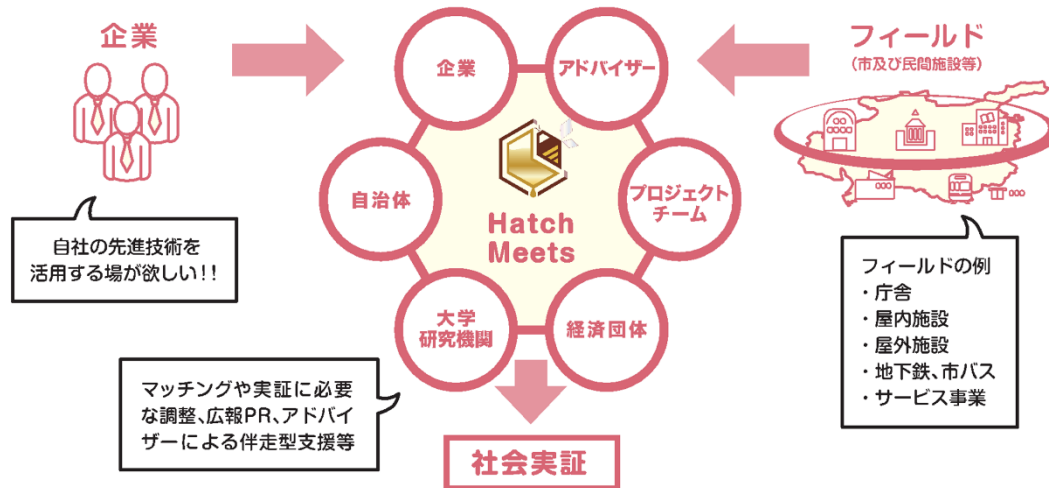 企業
フィールド
（市及び民間施設等）
企業
アドバイザー
自治体
Hatch
Meets
プロジェクト
チーム
大学
研究機関
経済団体
自社の先進技術を
活用する場が欲しい!!
フィールドの例
・庁舎
・屋内施設
・屋外施設
・地下鉄、市バス
・サービス事業
マッチングや実証に必要
な調整、広報PR、アドバイ
ザーによる伴走型支援等
社会実証